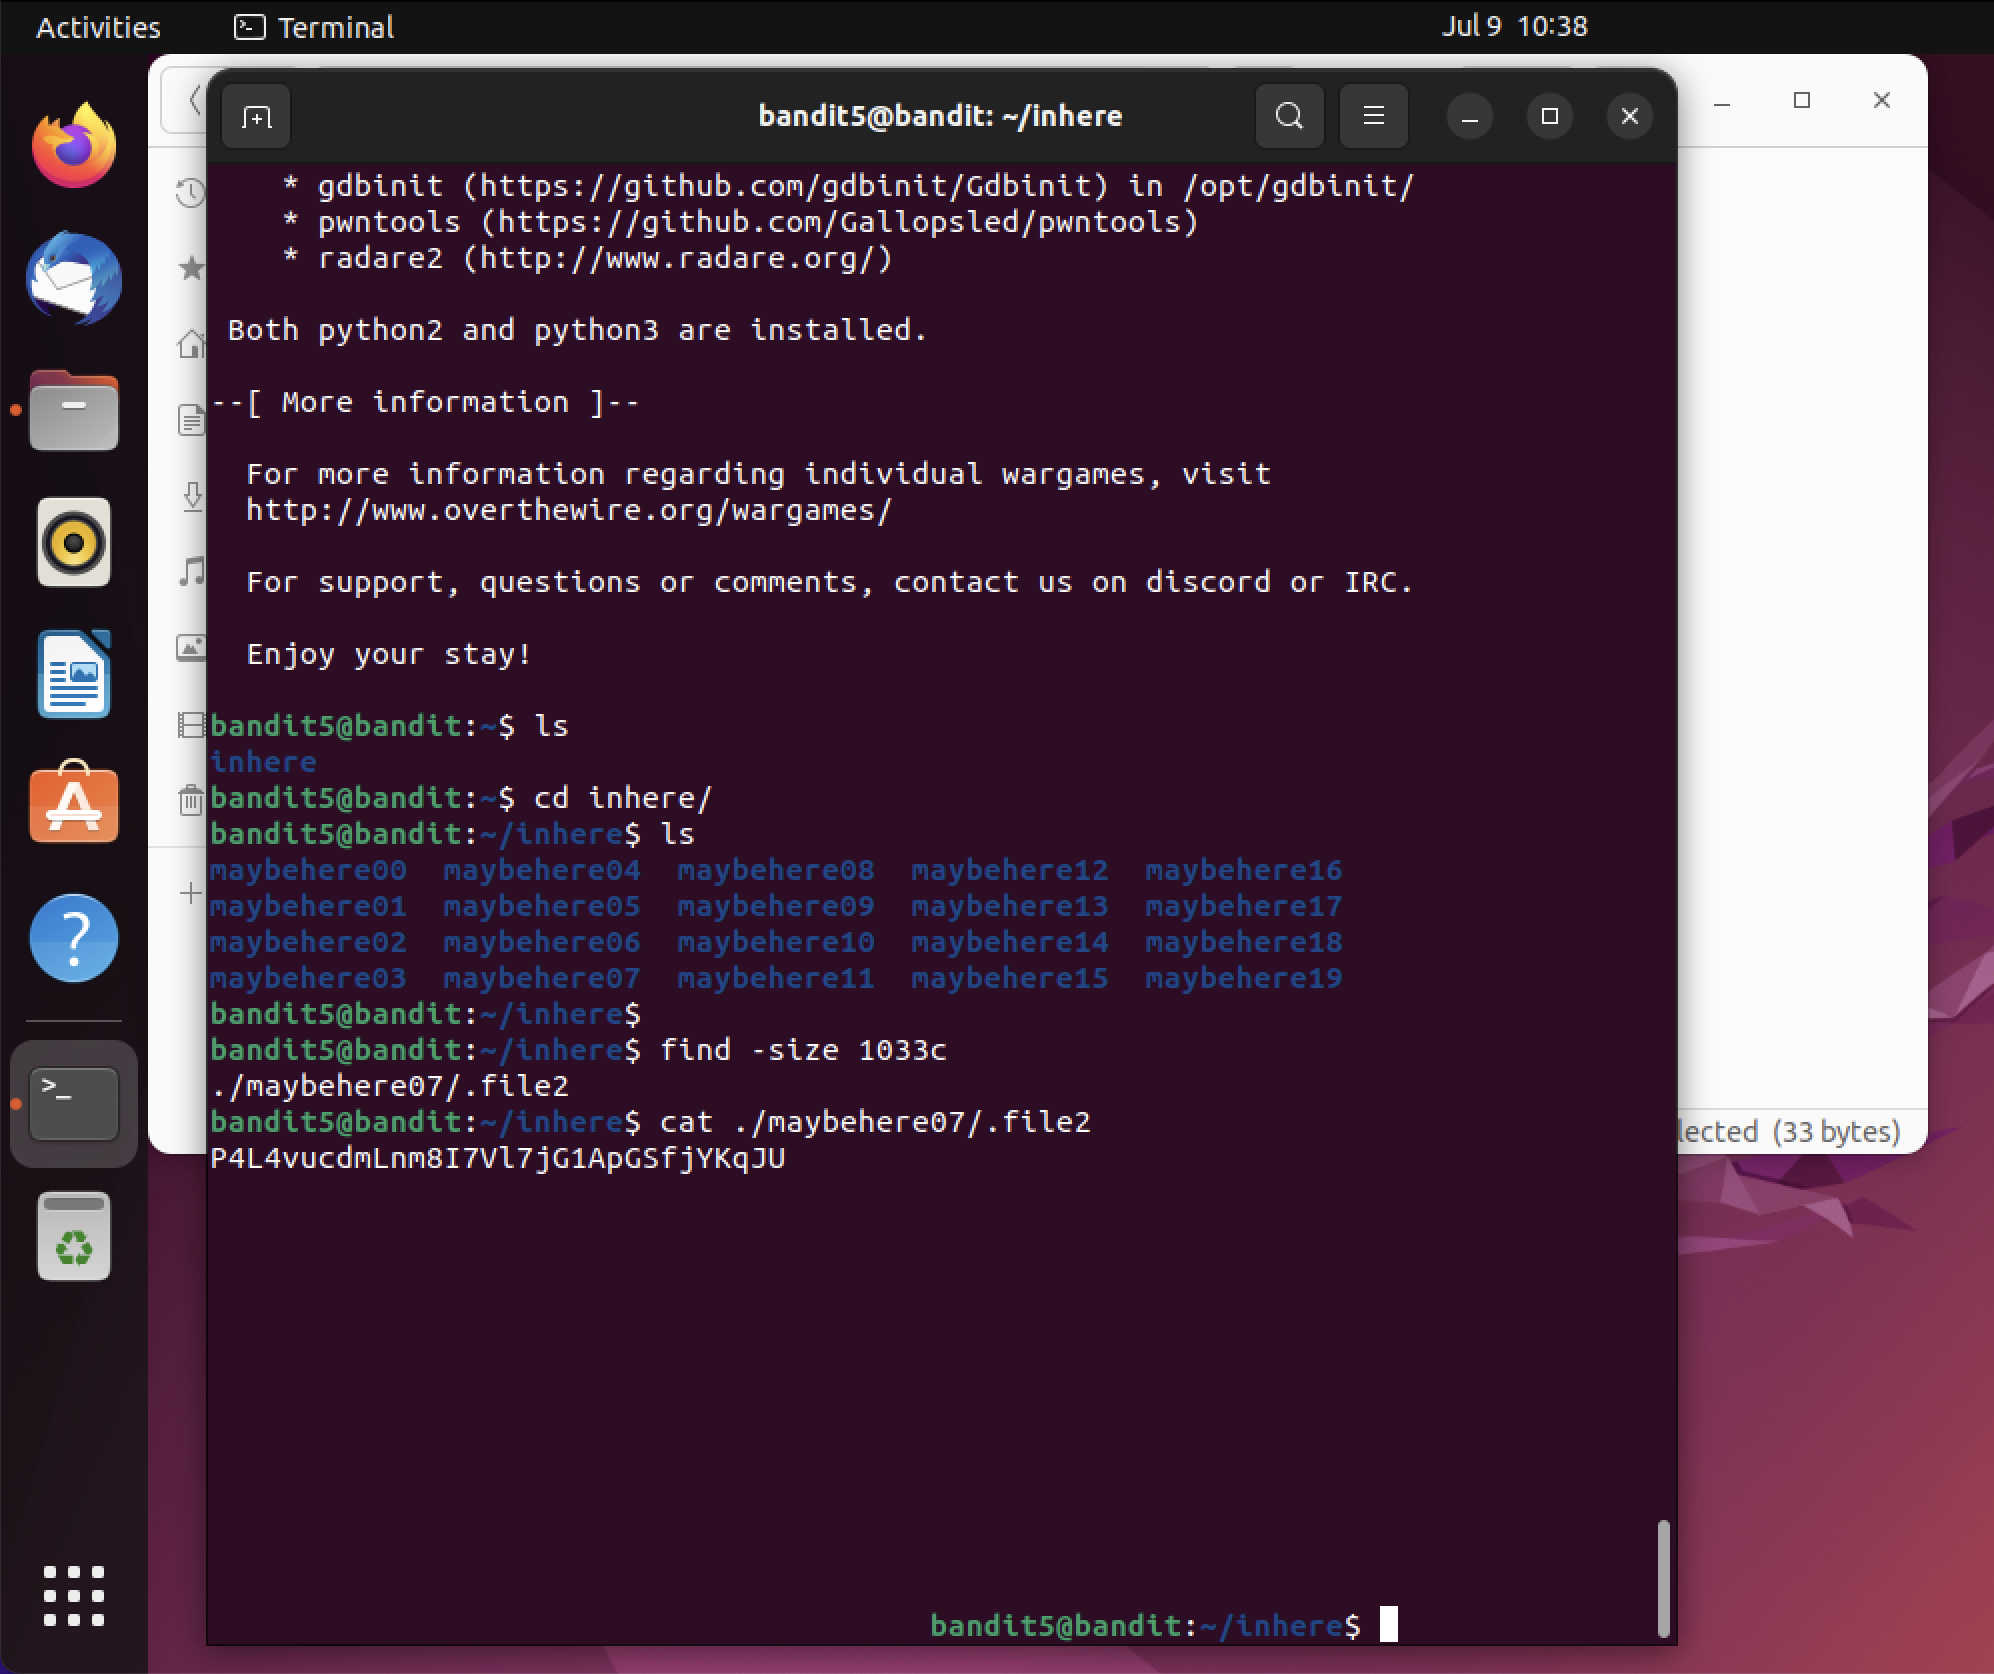 Activities
Terminal
Jul 9 10:38
bandit5@bandit: ~/inhere
* gdbinit (https://github.com/gdbinit/Gdbinit) in /opt/gdbinit/
* pwntools (https://github.com/Gallopsled/pwntools)
* radare2 (http://www.radare.org/)
Both python2 and python3 are installed.
--[ More information ]--
For more information regarding individual wargames, visit
http://www.overthewire.org/wargames/
For support, questions or comments, contact us on discord or IRC.
Enjoy your stay!
bandit5@bandit:~$ ls
inhere
bandit5@bandit:~$ cd inhere/
bandit5@bandit:~/inhere$ ls
maybehere00 maybehere04 maybehere08 maybehere12 maybehere16
maybehere01 maybehere05 maybehere09 maybehere13 maybehere17
maybehere02 maybehere06 maybehere10 maybehere14 maybehere18
maybehere03 maybehere07 maybehere11 maybehere15 maybehere19
bandit5@bandit:~/inhere$
bandit5@bandit:~/inhere$ find -size 1033c
./maybehere07/.file2
bandit5@bandit:~/inhere$ cat ./maybehere07/.file2
P4L4vucdmLnm8I7Vl7jG1ApGSfjYKqJU
lected (33 bytes)
bandit5@bandit:~/inhere$